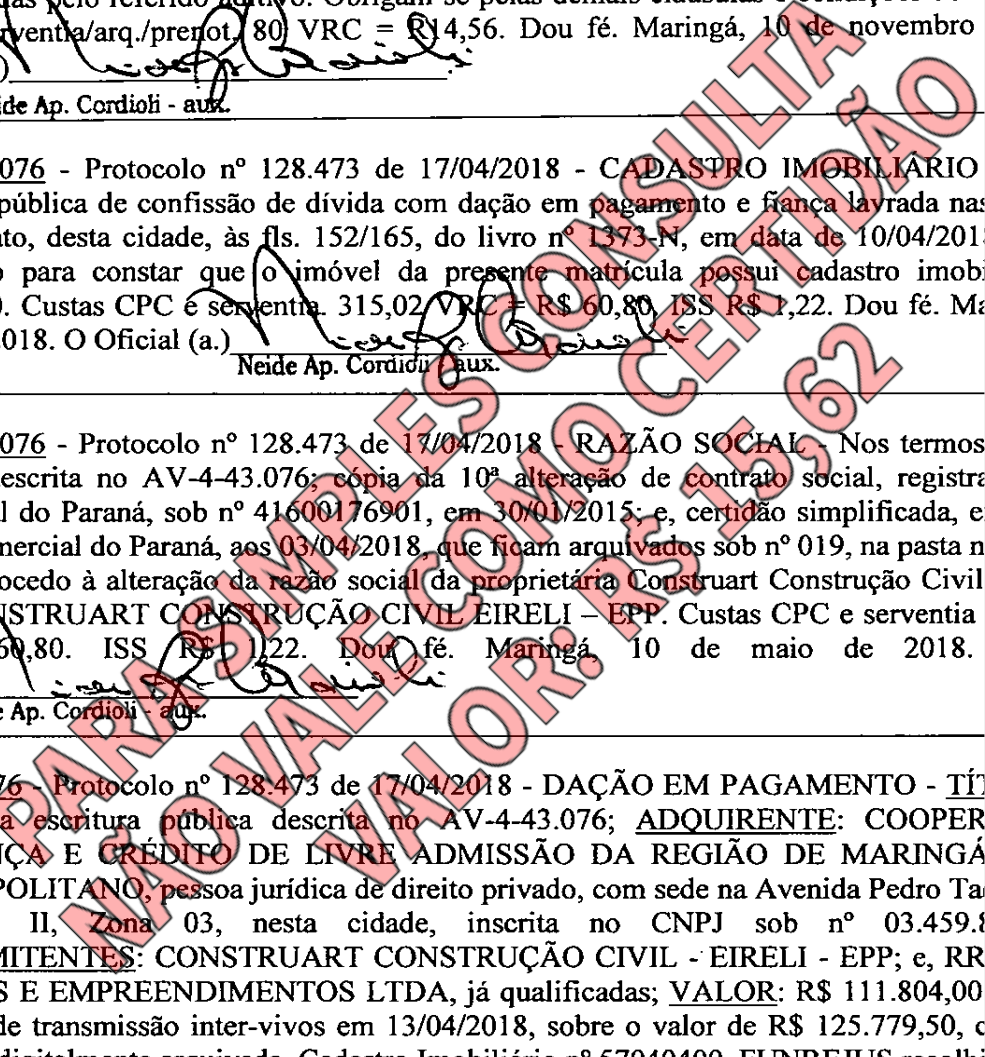 pelo referido aditivo. Obrigam-se pelas demais cláusulas
ventia/arq./prenot. 80 VRC = R14,56. Dou fé. Maringá, 10 de novembro
ide Ap. Cordioli - aux.
076 - Protocolo nº 128.473 de 17/04/2018 - CADASTRO IMOBILIÁRIO
pública de confissão de dívida com dação em pagamento e fiança lavrada nas
to, desta cidade, às fls. 152/165, do livro nº 1373-N, em data de 10/04/201
o para constar que o imóvel da presente matrícula possui cadastro imobi
). Custas CPC e serventia. 315,02 VRC = R$ 60,80. ISS R$ 1,22. Dou fé. Ma
2018. O Oficial (a.)
Neide Ap. Cordioli - aux.
076 - Protocolo nº 128.473 de 17/04/2018 - RAZÃO SOCIAL - Nos termos
escrita no AV-4-43.076; cópia da 10ª alteração de contrato social, registra
l do Paraná, sob nº 41600176901, em 30/01/2015; e, certidão simplificada, e
mercial do Paraná, aos 03/04/2018, que ficam arquivados sob nº 019, na pasta n
ocedo à alteração da razão social da proprietária Construart Construção Civil
NSTRUART CONSTRUÇÃO CIVIL EIRELI – EPP. Custas CPC e serventia
60,80. ISS R$ 1,22. Dou fé. Maringá, 10 de maio de 2018.
e Ap. Cordioli - aux.
76 - Protocolo nº 128.473 de 17/04/2018 - DAÇÃO EM PAGAMENTO - TÍ
a escritura pública descrita no AV-4-43.076; ADQUIRENTE: COOPER
NÇA E CRÉDITO DE LIVRE ADMISSÃO DA REGIÃO DE MARINGÁ
POLITANO, pessoa jurídica de direito privado, com sede na Avenida Pedro Ta
II, Zona 03, nesta cidade, inscrita no CNPJ sob nº 03.459.8
MITENTES: CONSTRUART CONSTRUÇÃO CIVIL - EIRELI - EPP; e, RR
S E EMPREENDIMENTOS LTDA, já qualificadas; VALOR: R$ 111.804,00
de transmissão inter-vivos em 13/04/2018, sobre o valor de R$ 125.779,50, c
digitalmente arquivada. Cadastro Imobiliário nº 57040400. FUNREJUS
PARA SIMPLES CONSULTA
NÃO VALE COMO CERTIDÃO
VALOR: R$ 15,62